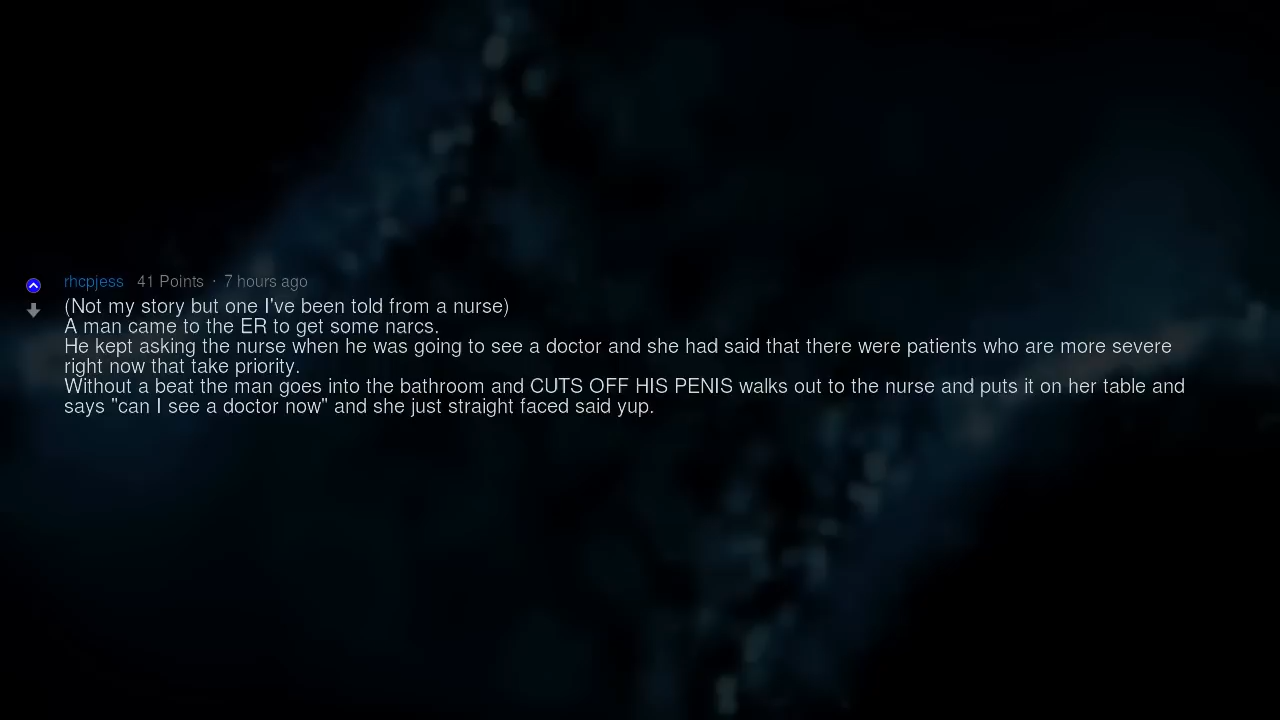 rhcpjess 41 Points · 7 hours ago
(Not my story but one I've been told from a nurse)
A man came to the ER to get some narcs.
He kept asking the nurse when he was going to see a doctor and she had said that there were patients who are more severe
right now that take priority.
Without a beat the man goes into the bathroom and CUTS OFF HIS PENIS walks out to the nurse and puts it on her table and
says "can I see a doctor now" and she just straight faced said yup.